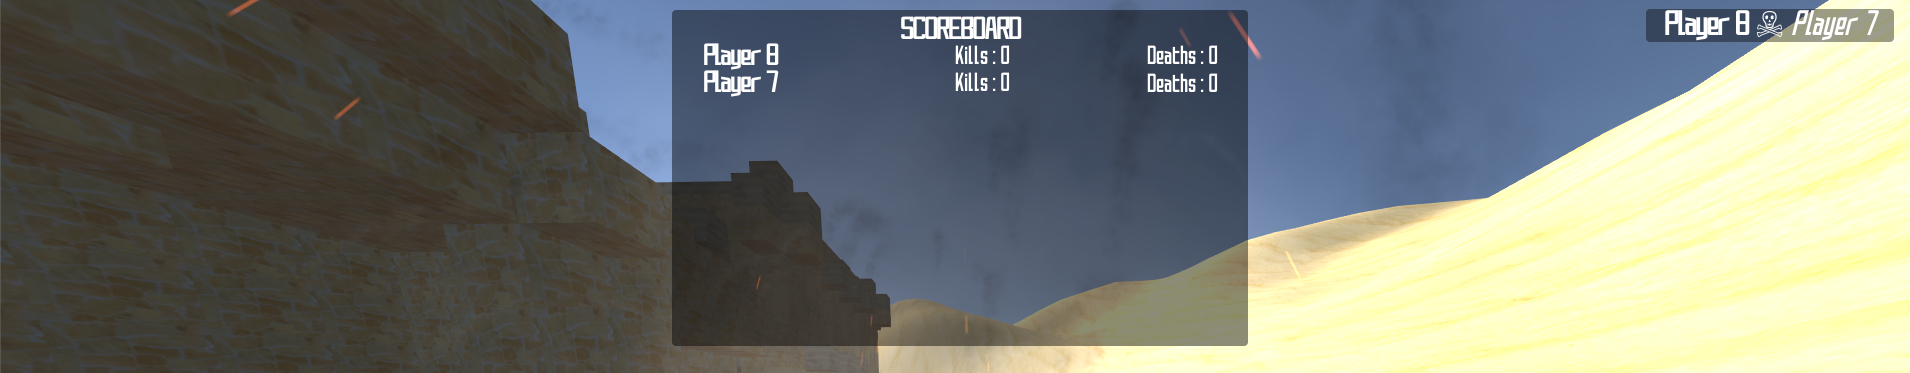 SCOREBOARD
Player 8 Kills : 0 Deaths : 0
Player 7 Kills : 0 Deaths : 0
Player 8 Player 7